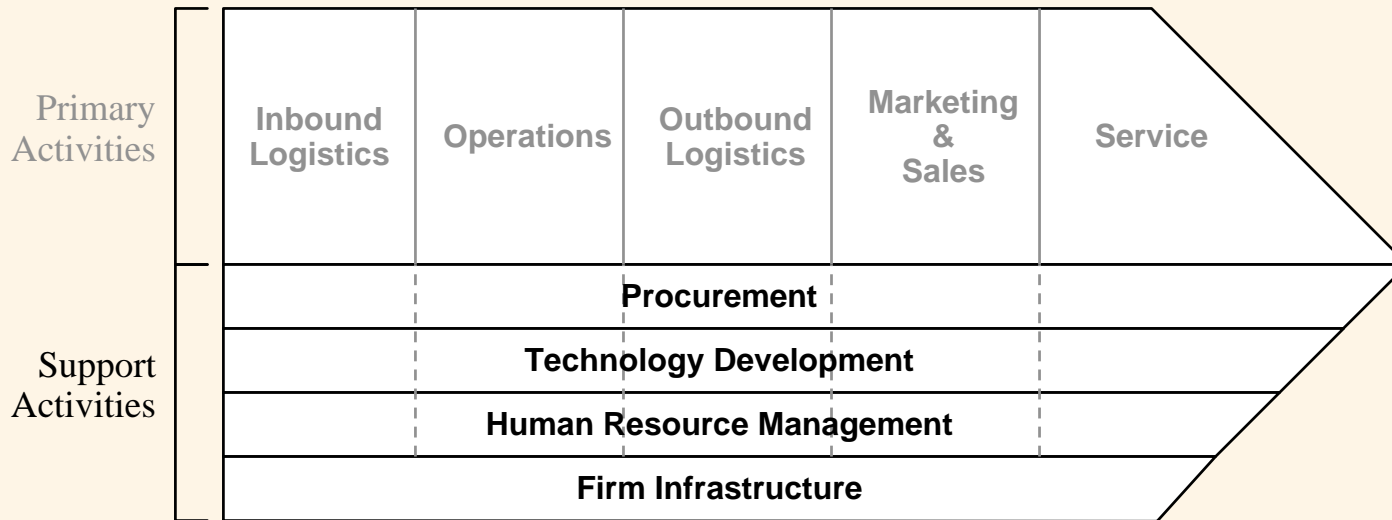 Primary
Activities
Inbound
Logistics
Operations
Outbound
Logistics
Marketing
&
Sales
Service
Support
Activities
Procurement
Technology Development
Human Resource Management
Firm Infrastructure